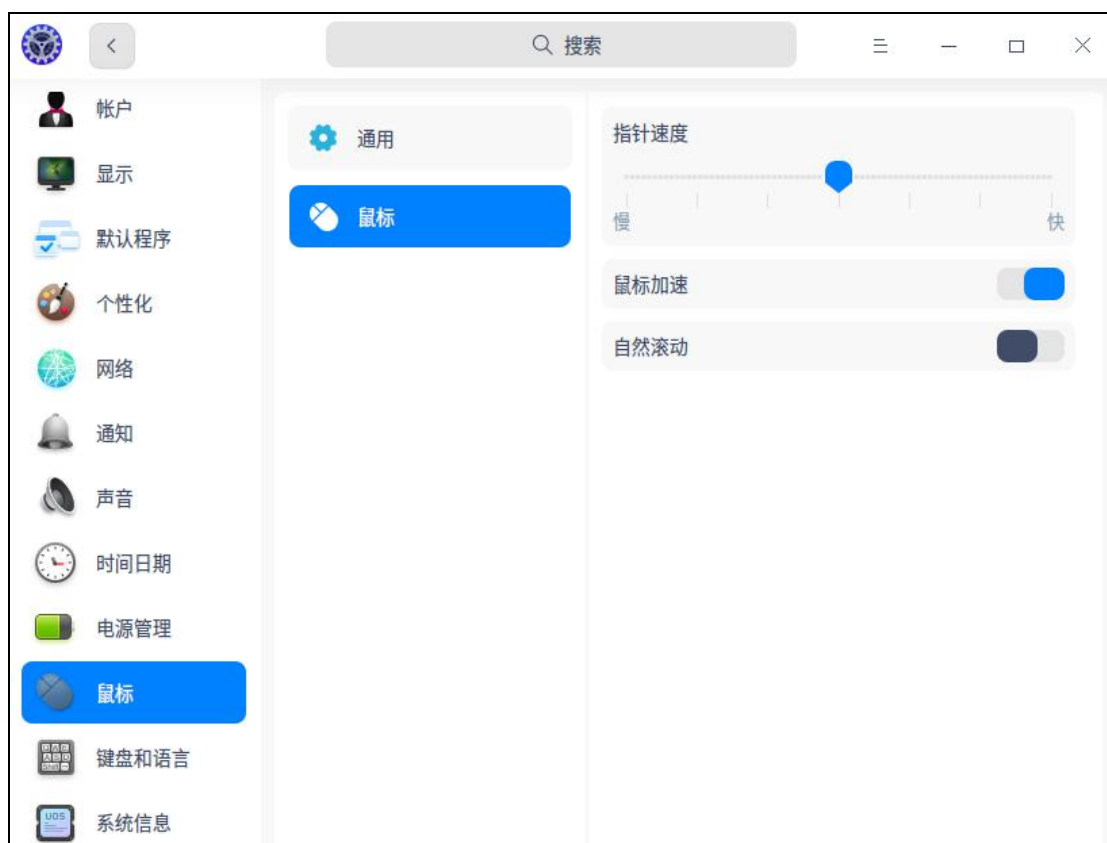 搜索
帐户
显示
默认程序
个性化
网络
通知
声音
时间日期
电源管理
鼠标
键盘和语言
UOS
系统信息
通用
鼠标
指针速度
慢
快
鼠标加速
自然滚动